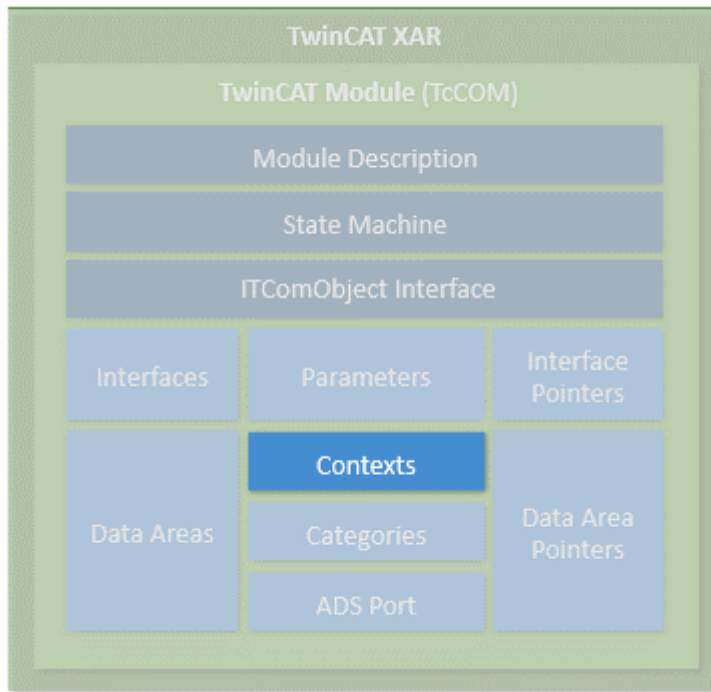 TwinCAT XAR
TwinCAT Module (TcCOM)
Module Description
State Machine
ITComObject Interface
Interfaces
Parameters
Interface
Pointers
Data Areas
Contexts
Categories
ADS Port
Data Area
Pointers